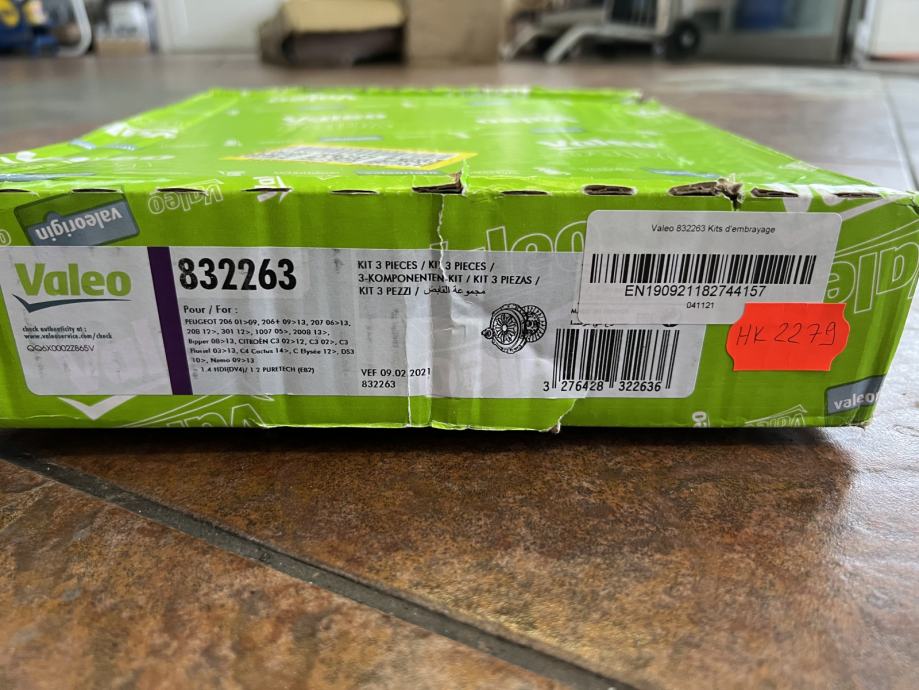 Valeo
Valeo
valeorigin
Valeo
Valeo
check authenticity at :
www.valeoservice.com/check
QQ6X0002Z865V
832263
Pour / For :
PEUGEOT 206 01>09, 206+ 09>13, 207 06>13,
208 12>, 301 12>, 1007 05>, 2008 13>,
Bipper 08>13, CITROËN C3 02>12, C3 02>, C3
Pluriel 03>13, C4 Cactus 14>, C Elysée 12>, DS3
10>, Nemo 09>13
- 1.4 HDI(DV4)/ 1.2 PURETECH (EB2)
KIT 3 PIECES / KIT 3 PIECES /
3-KOMPONENTEN KIT / KIT 3 PIEZAS /
KIT 3 PEZZI / مجموعة القابض
VEF 09.02.2021
832263
3 276428 322636
Valeo 832263 Kits d'embrayage
EN190921182744157
041121
HK 2279
valeo